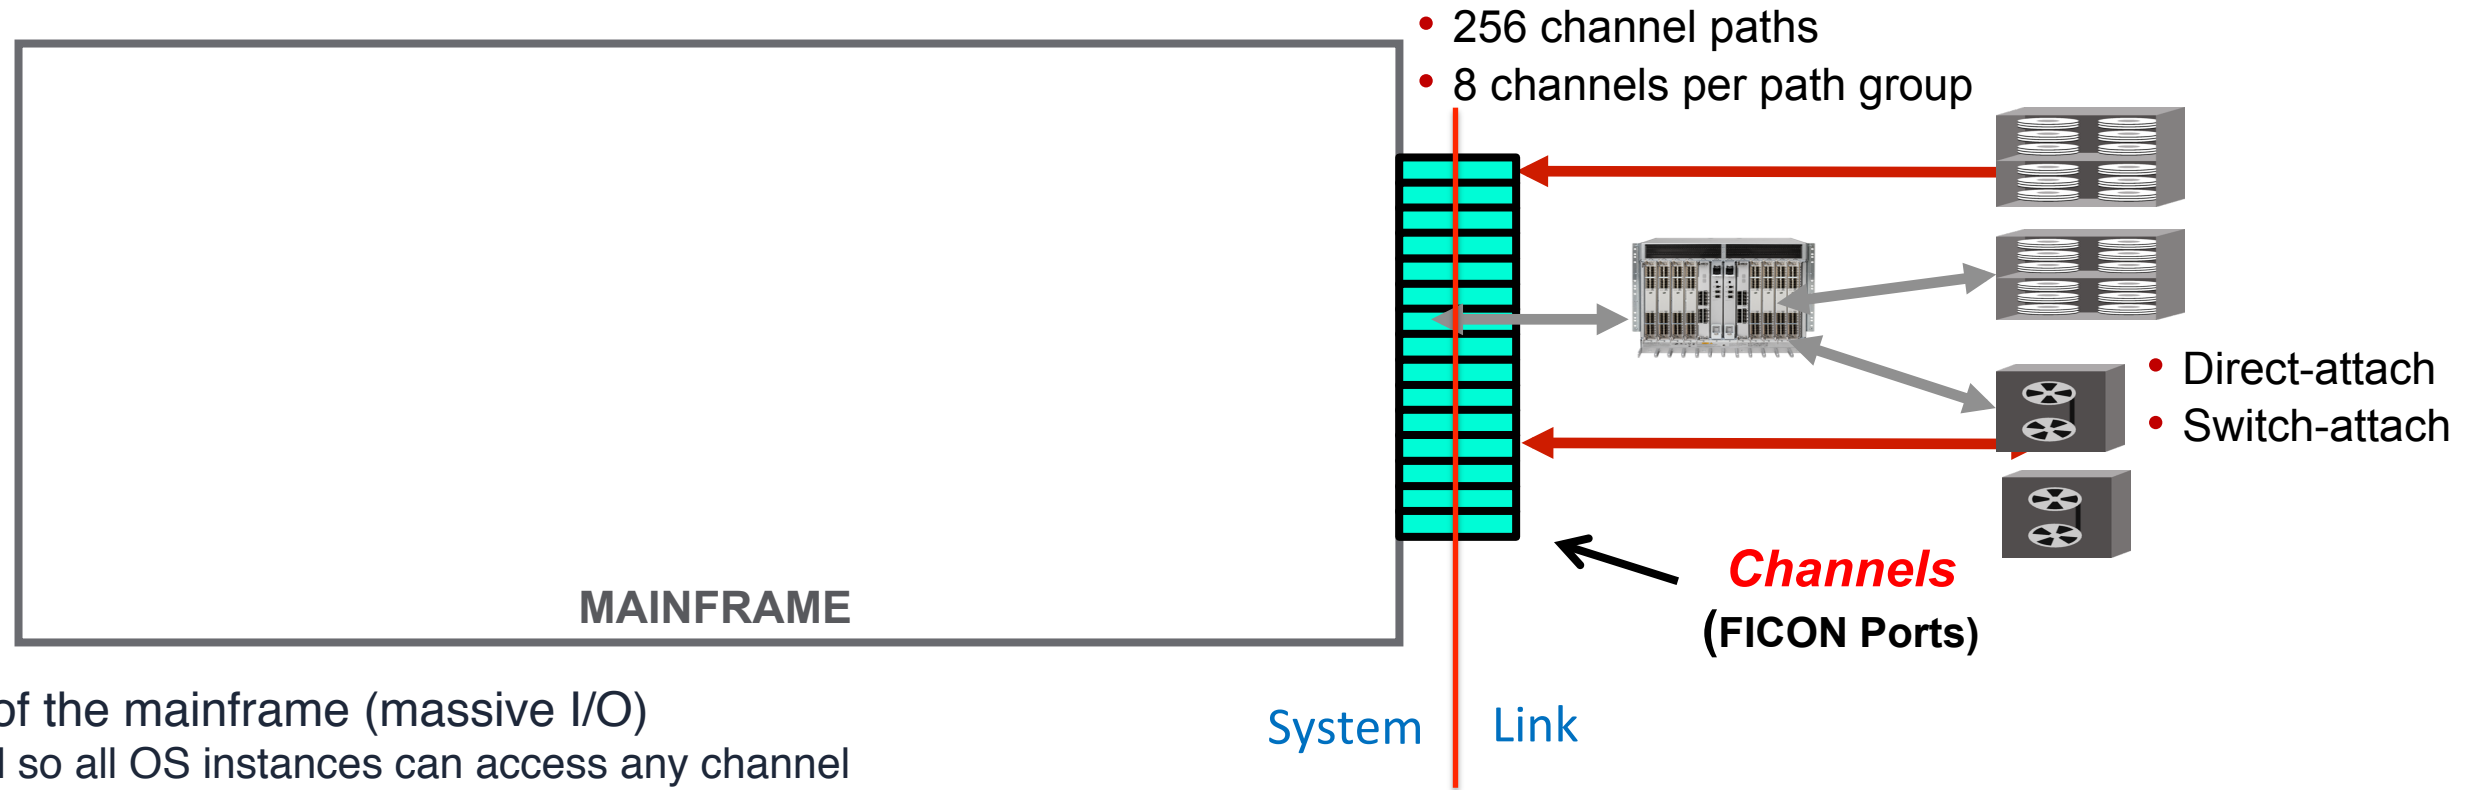 • 256 channel paths
• 8 channels per path group
• Direct-attach
• Switch-attach
Channels
(FICON Ports)
MAINFRAME
System Link
of the mainframe (massive I/O)
so all OS instances can access any channel